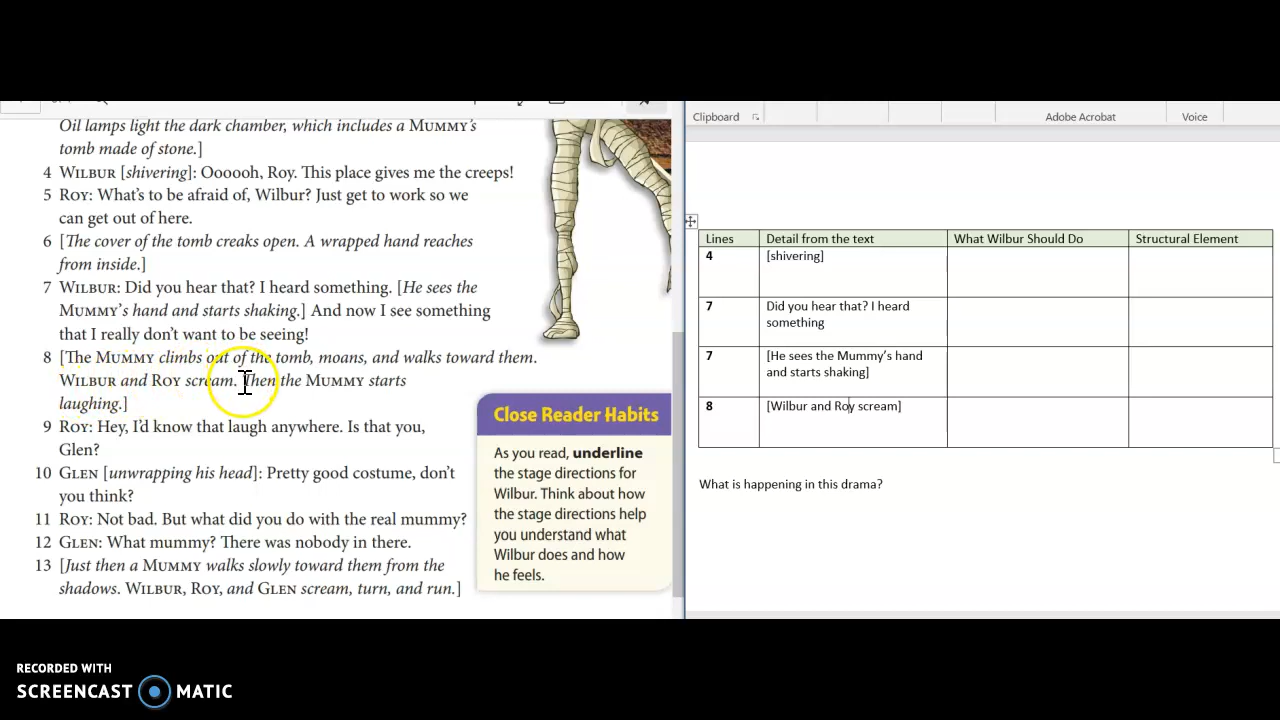 Oil lamps light the dark chamber, which includes a MUMMY's
tomb made of stone.]
4 WILBUR [shivering]: Oooooh, Roy. This place gives me the creeps!
5 ROY: What's to be afraid of, Wilbur? Just get to work so we
can get out of here.
6 [The cover of the tomb creaks open. A wrapped hand reaches
from inside.]
7 WILBUR: Did you hear that? I heard something. [He sees the
MUMMY's hand and starts shaking.] And now I see something
that I really don't want to be seeing!
8 [The MUMMY climbs out of the tomb, moans, and walks toward them.
WILBUR and ROY scream. Then the MUMMY starts
laughing.]
9 ROY: Hey, I'd know that laugh anywhere. Is that you,
Glen?
10 GLEN [unwrapping his head]: Pretty good costume, don't
you think?
11 ROY: Not bad. But what did you do with the real mummy?
12 GLEN: What mummy? There was nobody in there.
13 [Just then a MUMMY walks slowly toward them from the
shadows. WILBUR, ROY, and GLEN scream, turn, and run.]
Close Reader Habits
As you read, underline
the stage directions for
Wilbur. Think about how
the stage directions help
you understand what
Wilbur does and how
he feels.
Clipboard Adobe Acrobat Voice
Lines Detail from the text What Wilbur Should Do Structural Element
4 [shivering]
7 Did you hear that? I heard
something
7 [He sees the Mummy's hand
and starts shaking]
8 [Wilbur and Roy scream]
What is happening in this drama?
RECORDED WITH
SCREENCAST MATIC